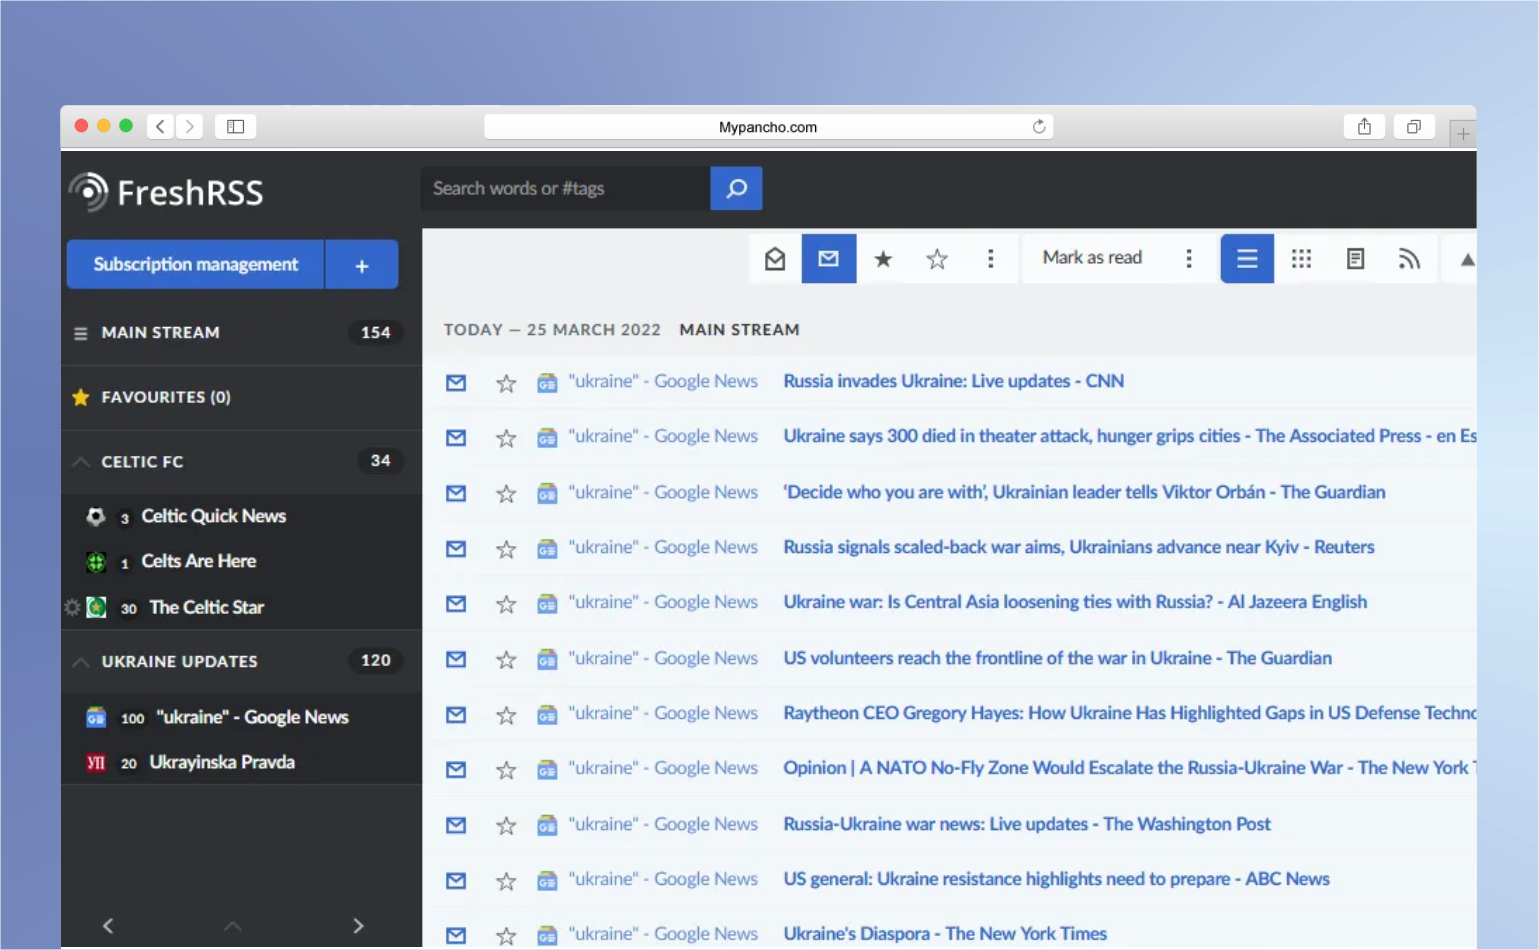 Mypancho.com
FreshRSS
Search words or #tags
Subscription management
+
Mark as read
MAIN STREAM 154
FAVOURITES (0)
CELTIC FC 34
3 Celtic Quick News
1 Celts Are Here
30 The Celtic Star
UKRAINE UPDATES 120
100 "ukraine" - Google News
УП 20 Ukrayinska Pravda
TODAY — 25 MARCH 2022 MAIN STREAM
"ukraine" - Google News Russia invades Ukraine: Live updates - CNN
"ukraine" - Google News Ukraine says 300 died in theater attack, hunger grips cities - The Associated Press - en Es
"ukraine" - Google News ‘Decide who you are with’, Ukrainian leader tells Viktor Orbán - The Guardian
"ukraine" - Google News Russia signals scaled-back war aims, Ukrainians advance near Kyiv - Reuters
"ukraine" - Google News Ukraine war: Is Central Asia loosening ties with Russia? - Al Jazeera English
"ukraine" - Google News US volunteers reach the frontline of the war in Ukraine - The Guardian
"ukraine" - Google News Raytheon CEO Gregory Hayes: How Ukraine Has Highlighted Gaps in US Defense Techno
"ukraine" - Google News Opinion | A NATO No-Fly Zone Would Escalate the Russia-Ukraine War - The New York
"ukraine" - Google News Russia-Ukraine war news: Live updates - The Washington Post
"ukraine" - Google News US general: Ukraine resistance highlights need to prepare - ABC News
"ukraine" - Google News Ukraine's Diaspora - The New York Times